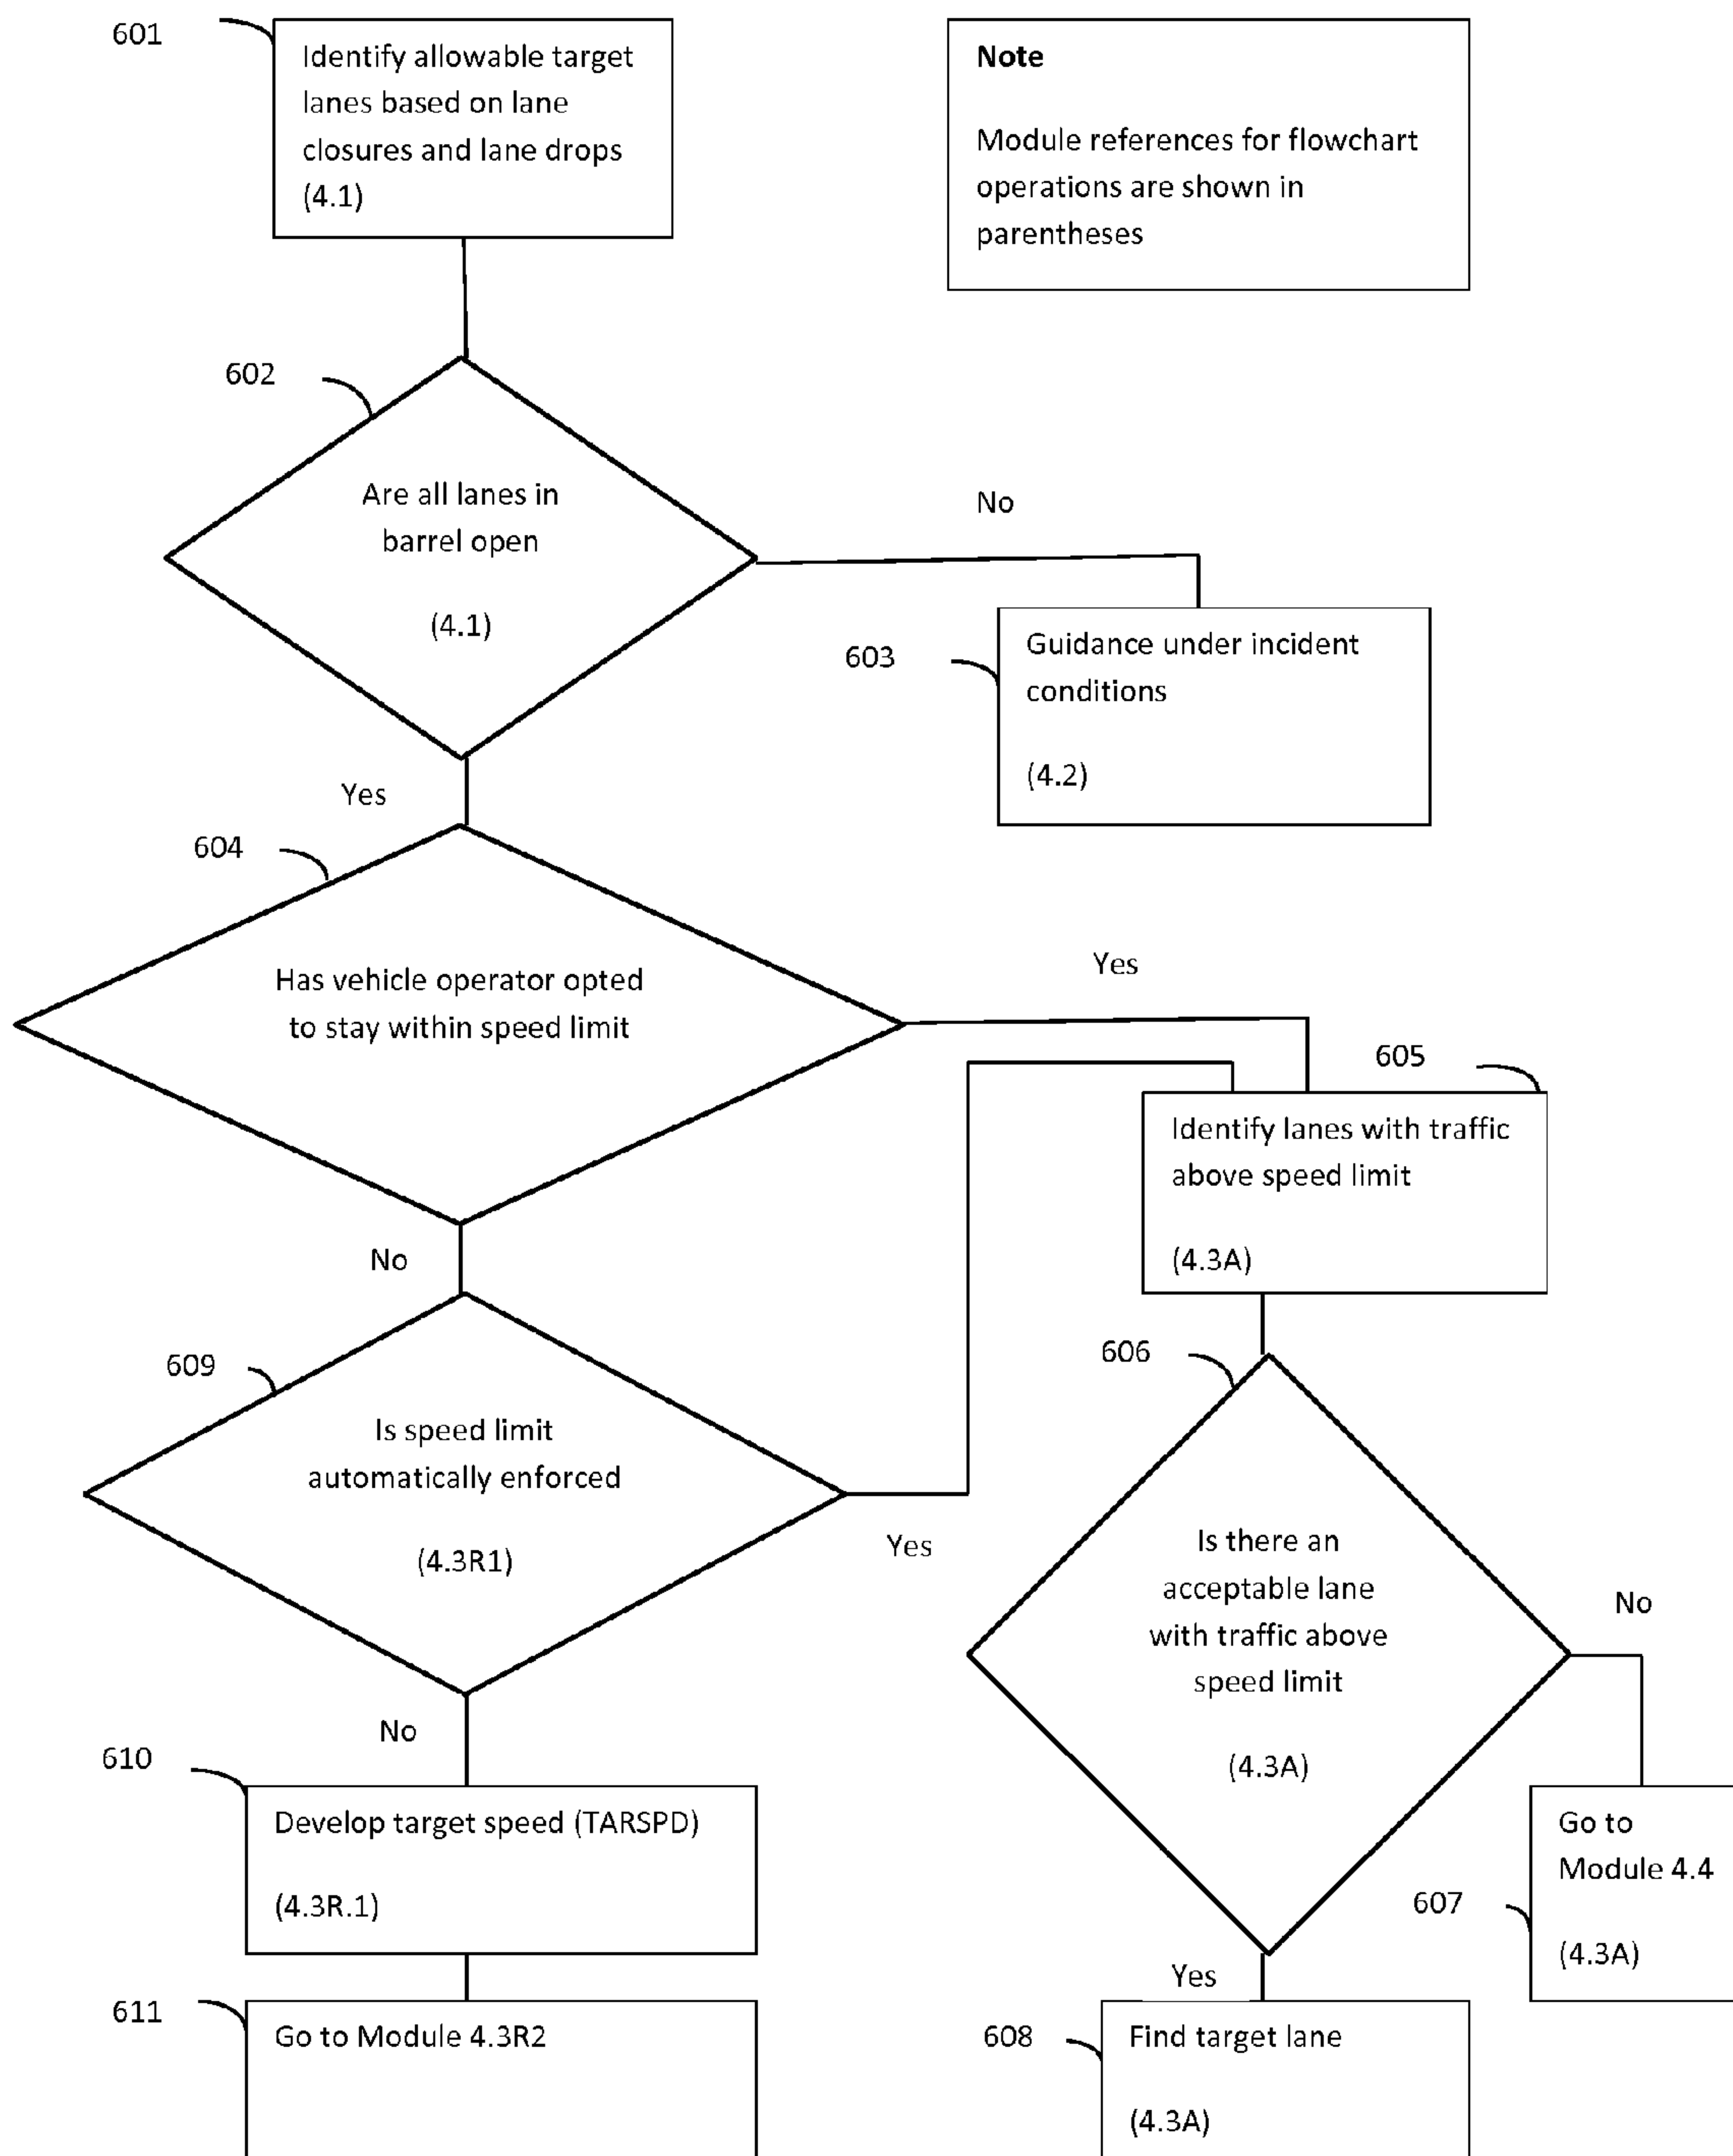 601
Identify allowable target
lanes based on lane
closures and lane drops
(4.1)
Note
Module references for flowchart
operations are shown in
parentheses
602
Are all lanes in
barrel open
(4.1)
No
603
Guidance under incident
conditions
(4.2)
Yes
604
Has vehicle operator opted
to stay within speed limit
Yes
605
Identify lanes with traffic
above speed limit
(4.3A)
No
609
Is speed limit
automatically enforced
(4.3R1)
Yes
606
Is there an
acceptable lane
with traffic above
speed limit
(4.3A)
No
607
Go to
Module 4.4
(4.3A)
No
610
Develop target speed (TARSPD)
(4.3R.1)
Yes
611
Go to Module 4.3R2
608
Find target lane
(4.3A)